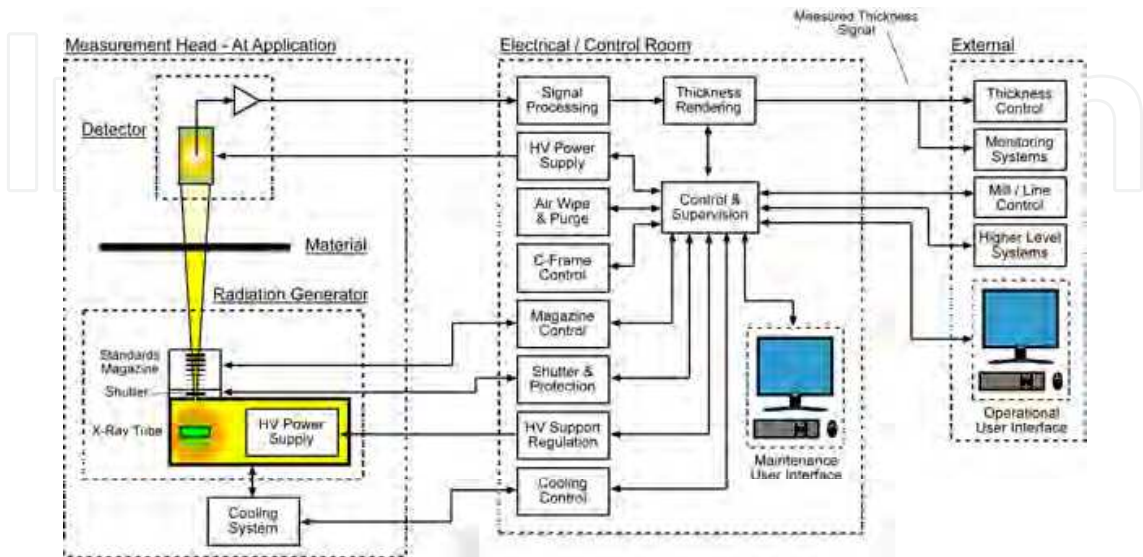 Measured Thickness
Signal
Measurement Head - At Application
Electrical / Control Room
External
Detector
Signal
Processing
Thickness
Rendering
Thickness
Control
HV Power
Supply
Monitoring
Systems
Air Wipe
& Purge
Control &
Supervision
Mill / Line
Control
Material
C-Frame
Control
Higher Level
Systems
Radiation Generator
Magazine
Control
Standards
Magazine
Shutter
Shutter &
Protection
X-Ray Tube
HV Power
Supply
HV Support
Regulation
Operational
User Interface
Maintenance
User Interface
Cooling
System
Cooling
Control